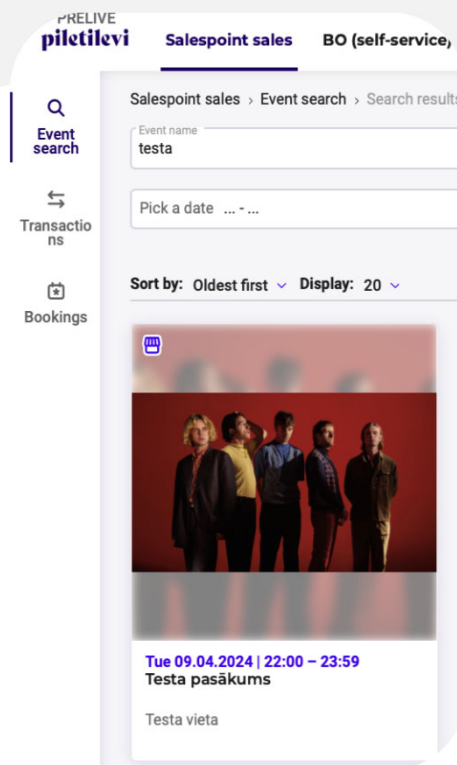 PRELIVE
piletilevi
Salespoint sales
BO (self-service)
Event
search
Transactio
ns
Bookings
Salespoint sales › Event search › Search results
Event name
testa
Pick a date ... - ...
Sort by: Oldest first Display: 20
Tue 09.04.2024 | 22:00 – 23:59
Testa pasākums
Testa vieta